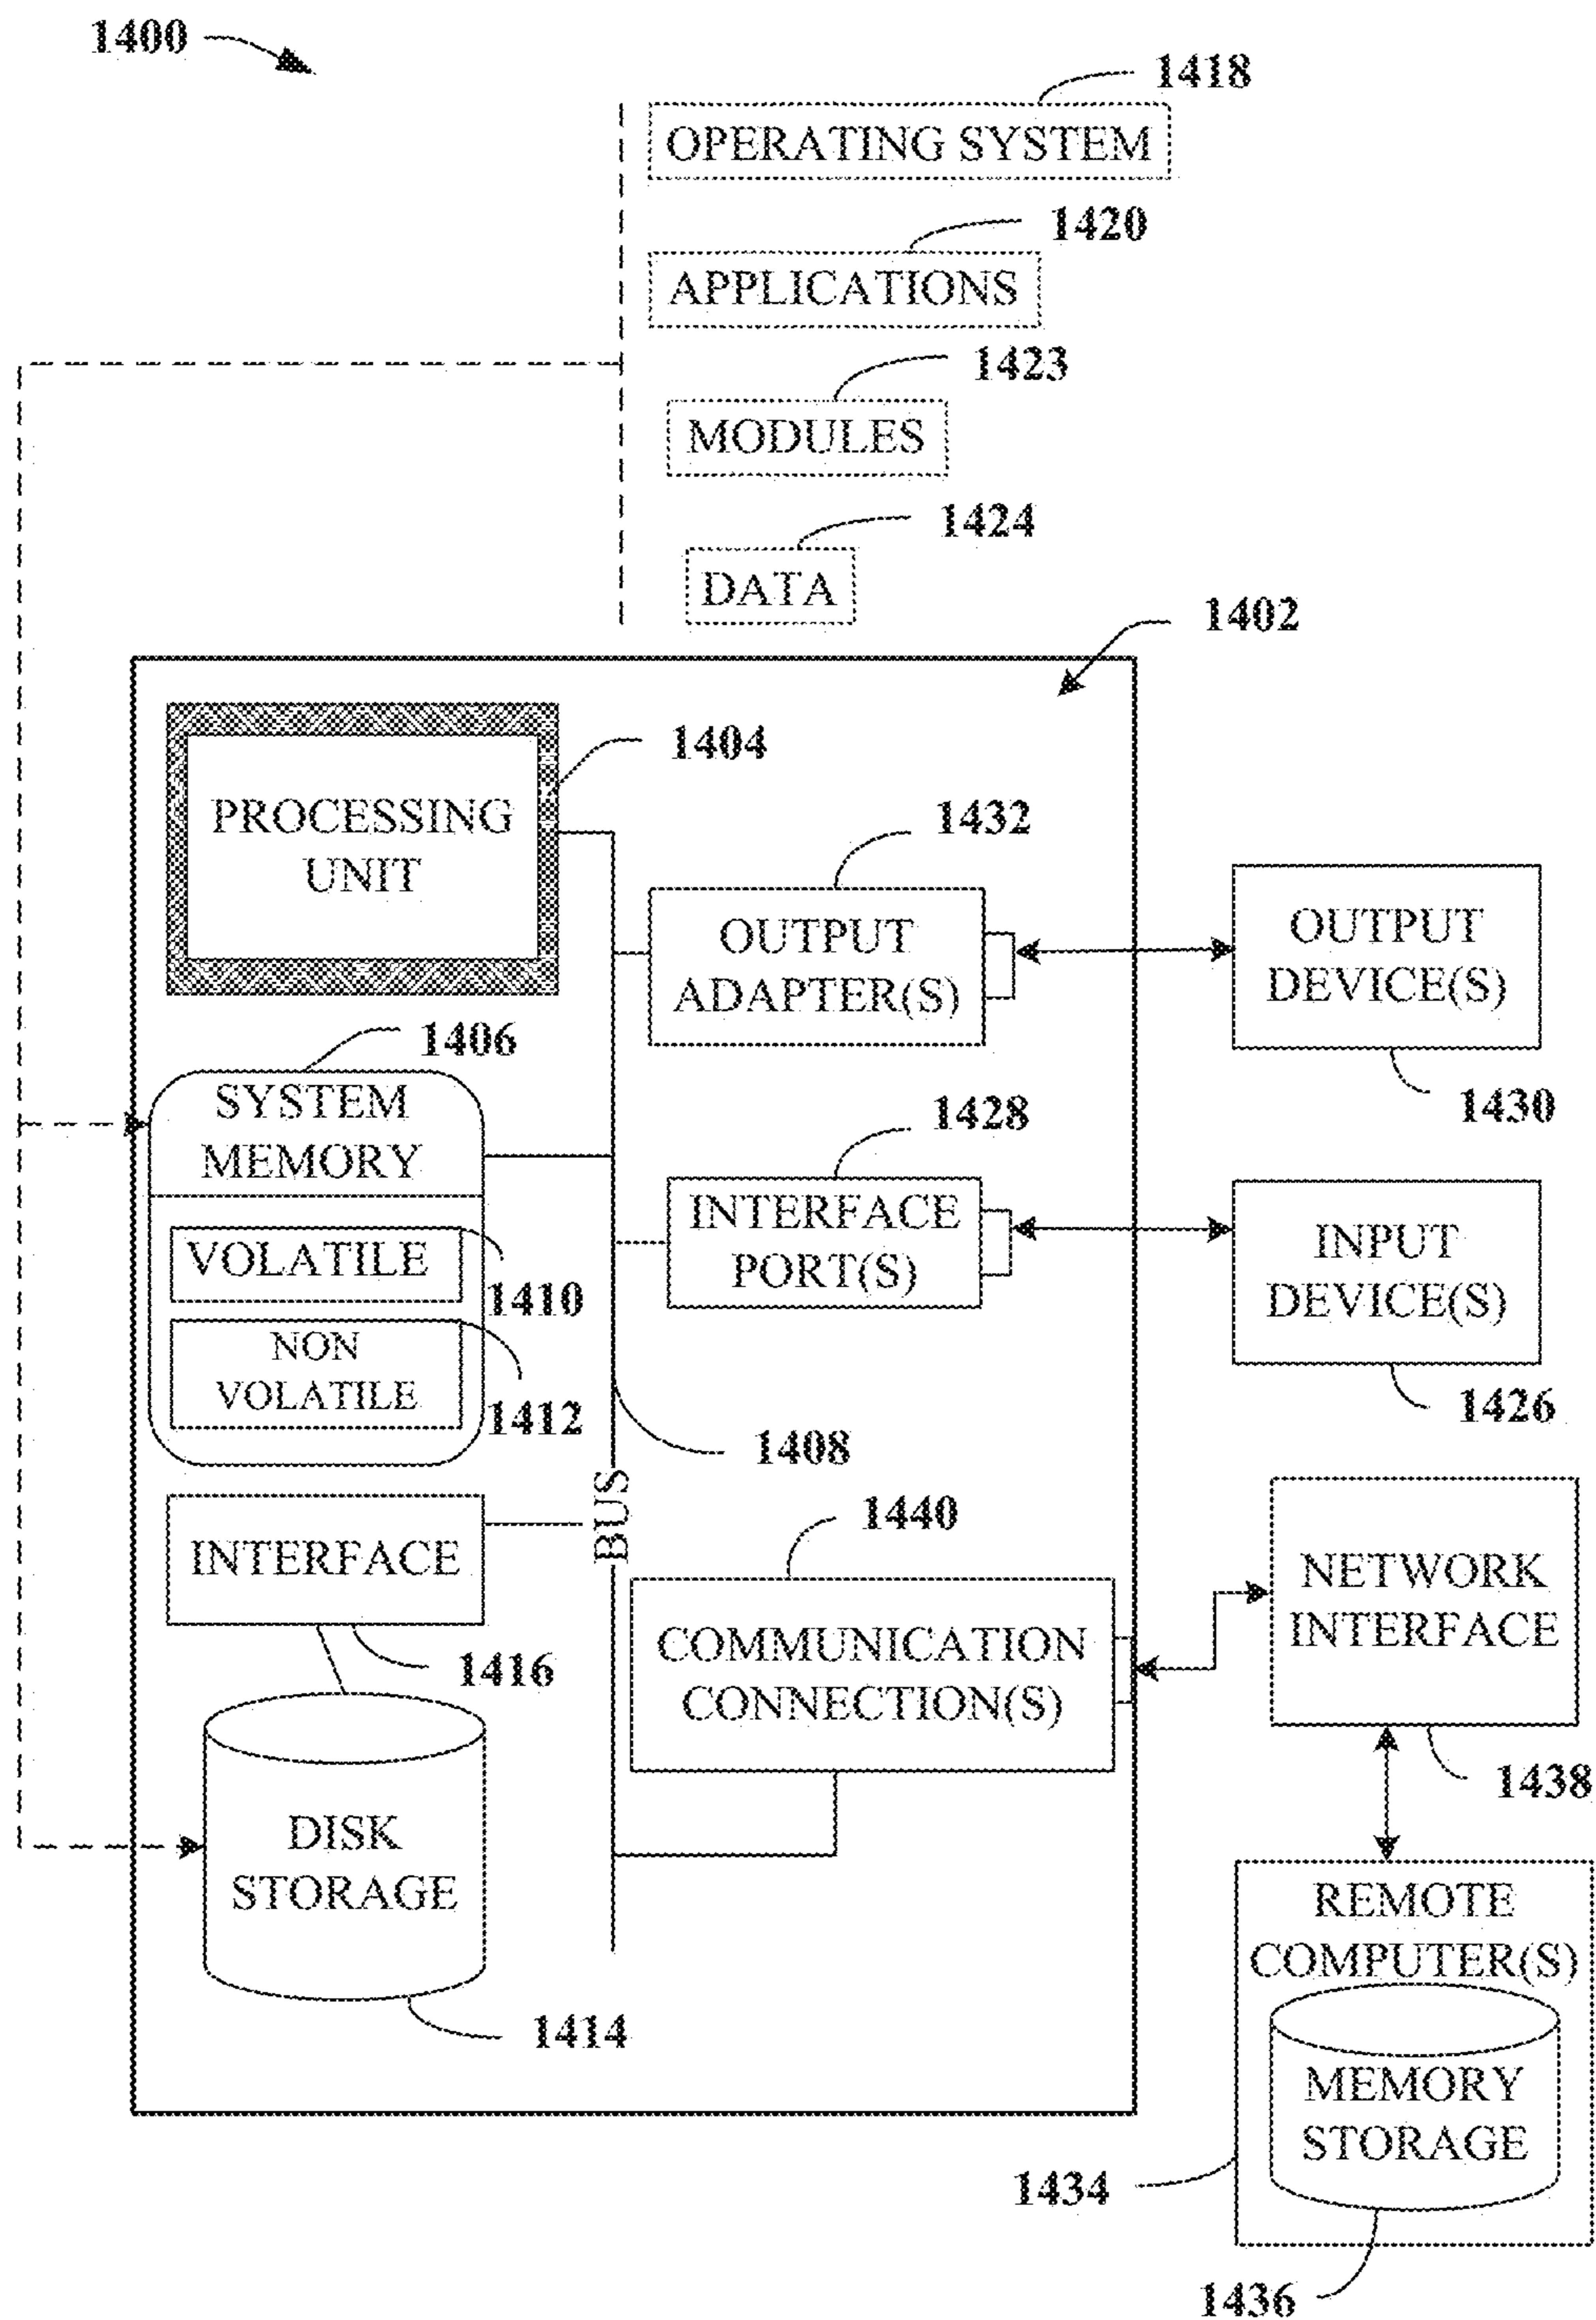 1400
1418
OPERATING SYSTEM
1420
APPLICATIONS
1423
MODULES
1424
DATA
1402
PROCESSING
UNIT
1404
1432
OUTPUT
ADAPTER(S)
OUTPUT
DEVICE(S)
1430
1406
SYSTEM
MEMORY
VOLATILE
1410
NON
VOLATILE
1412
1428
INTERFACE
PORT(S)
INPUT
DEVICE(S)
1426
1408
BUS
INTERFACE
1416
1440
COMMUNICATION
CONNECTION(S)
NETWORK
INTERFACE
1438
DISK
STORAGE
1414
REMOTE
COMPUTER(S)
MEMORY
STORAGE
1434
1436